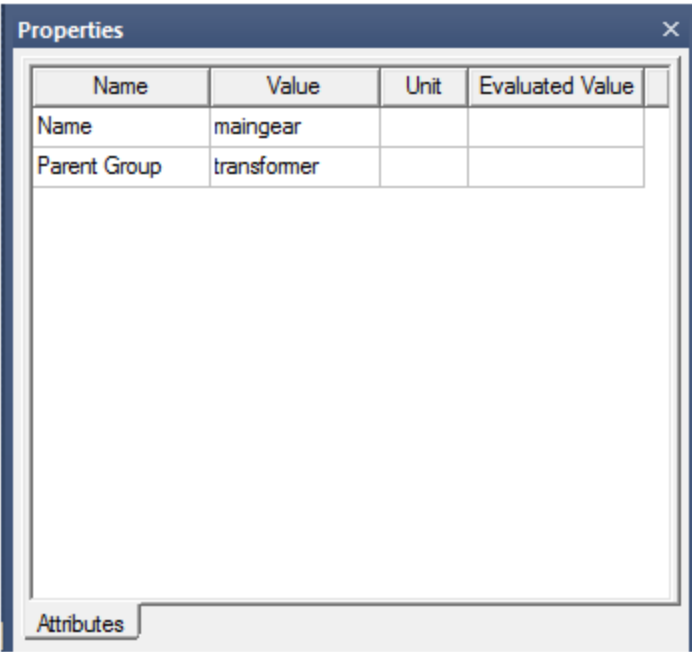 Properties
Name Value Unit Evaluated Value
Name maingear
Parent Group transformer
Attributes